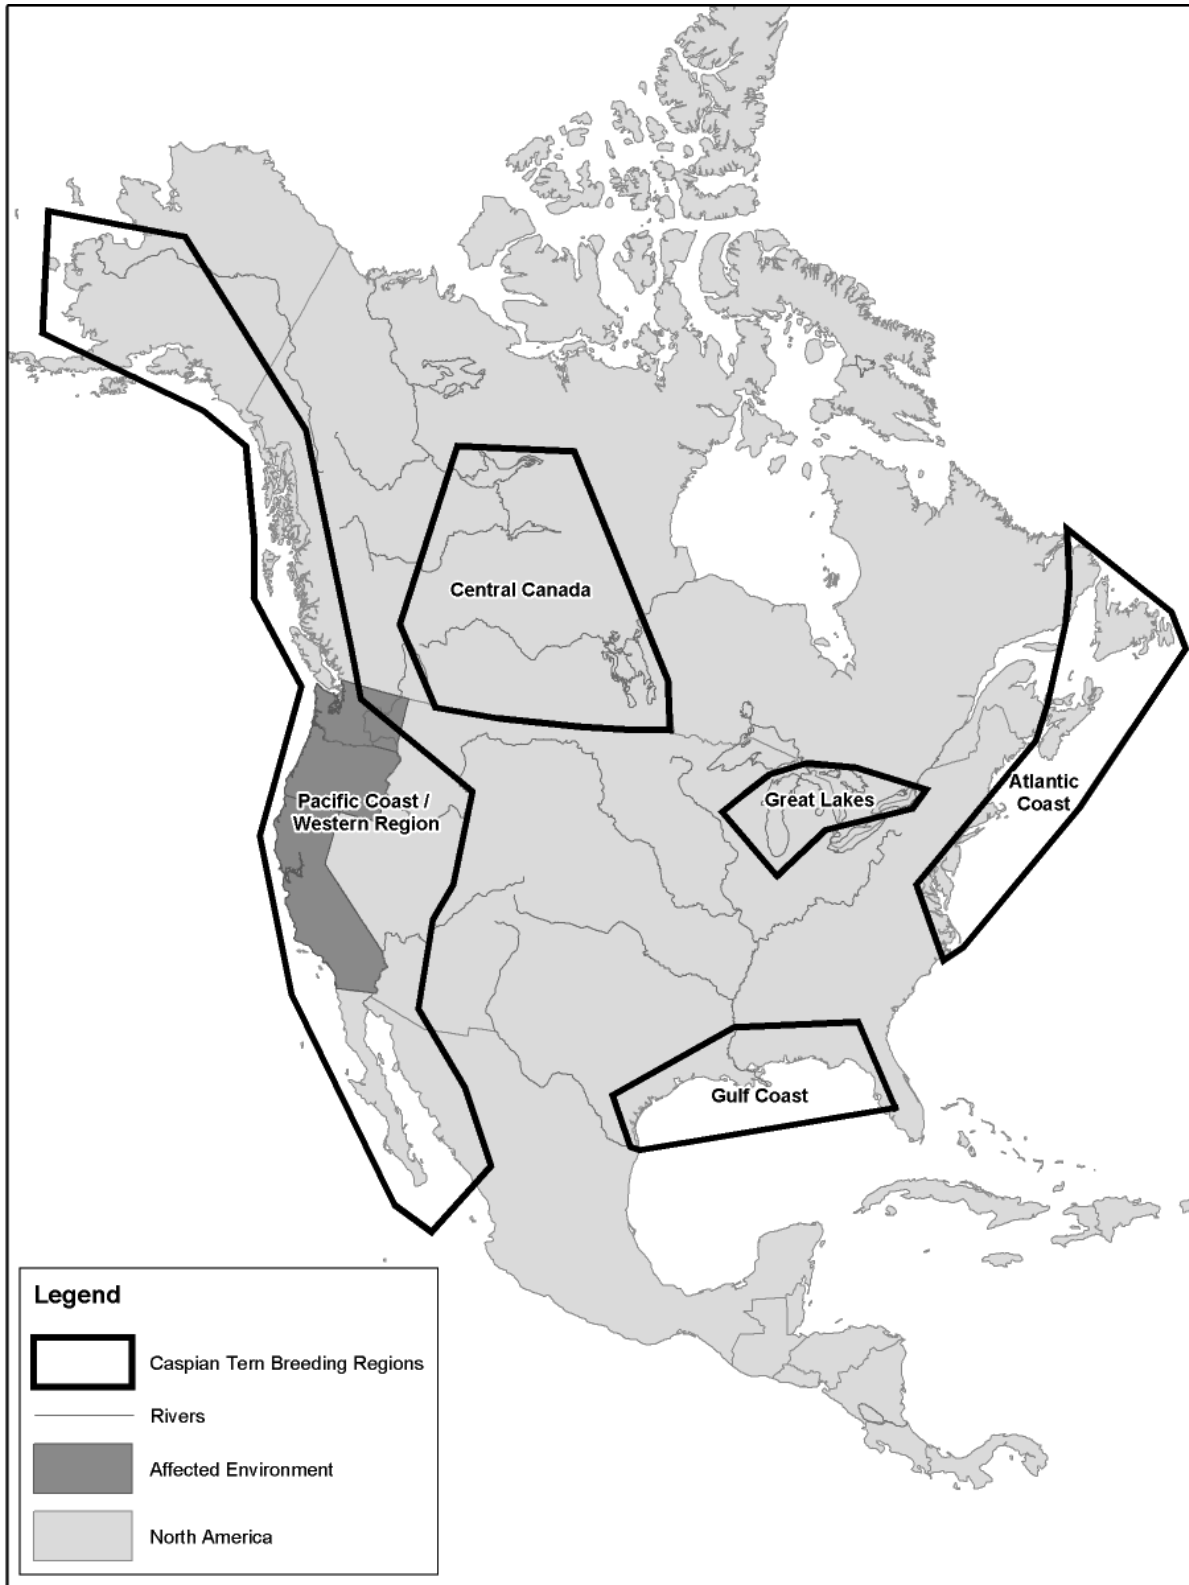 Central Canada
Pacific Coast /
Western Region
Great Lakes
Atlantic
Coast
Gulf Coast
Legend
Caspian Tern Breeding Regions
Rivers
Affected Environment
North America